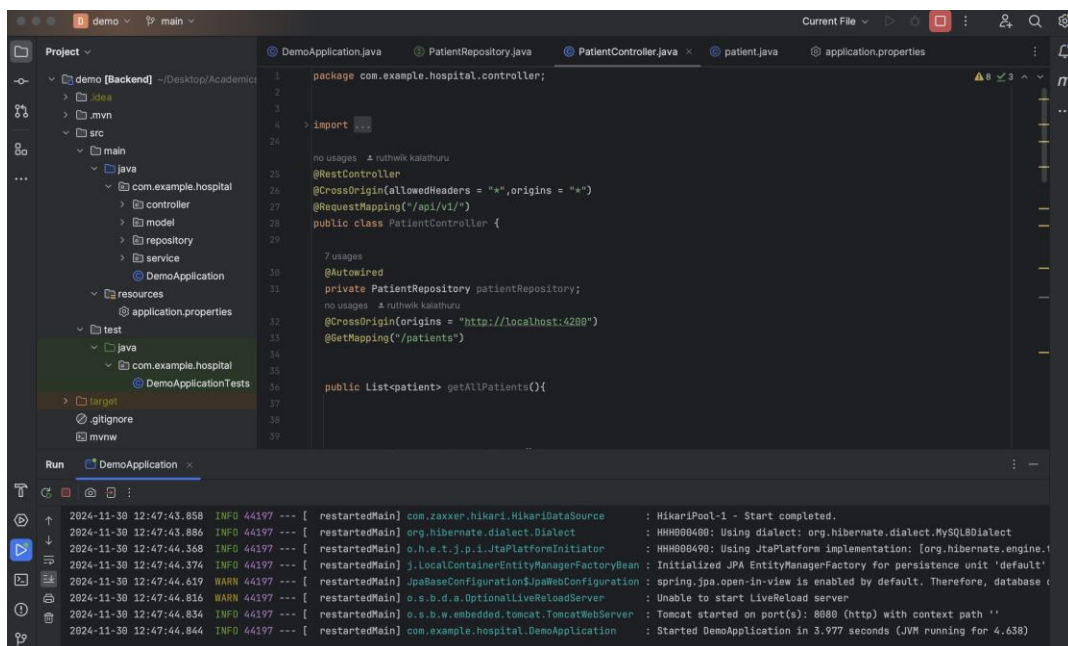 D demo main Current File
Project
DemoApplication.java PatientRepository.java PatientController.java × patient.java application.properties
demo [Backend] ~/Desktop/Academics
.idea
.mvn
src
main
java
com.example.hospital
controller
model
repository
service
DemoApplication
resources
application.properties
test
java
com.example.hospital
DemoApplicationTests
target
.gitignore
mvnw
8 3
1 package com.example.hospital.controller;
2
3
4 import ...
24
no usages ruthwik kalathuru
25 @RestController
26 @CrossOrigin(allowedHeaders = "*",origins = "*")
27 @RequestMapping("/api/v1/")
28 public class PatientController {
29
7 usages
30 @Autowired
31 private PatientRepository patientRepository;
no usages ruthwik kalathuru
32 @CrossOrigin(origins = "http://localhost:4200")
33 @GetMapping("/patients")
34
35
36 public List<patient> getAllPatients(){
37
38
39
Run DemoApplication ×
2024-11-30 12:47:43.858 INFO 44197 --- [ restartedMain] com.zaxxer.hikari.HikariDataSource : HikariPool-1 - Start completed.
2024-11-30 12:47:43.886 INFO 44197 --- [ restartedMain] org.hibernate.dialect.Dialect : HHH000400: Using dialect: org.hibernate.dialect.MySQL8Dialect
2024-11-30 12:47:44.368 INFO 44197 --- [ restartedMain] o.h.e.t.j.p.i.JtaPlatformInitiator : HHH000490: Using JtaPlatform implementation: [org.hibernate.engine.t
2024-11-30 12:47:44.374 INFO 44197 --- [ restartedMain] j.LocalContainerEntityManagerFactoryBean : Initialized JPA EntityManagerFactory for persistence unit 'default'
2024-11-30 12:47:44.619 WARN 44197 --- [ restartedMain] JpaBaseConfiguration$JpaWebConfiguration : spring.jpa.open-in-view is enabled by default. Therefore, database
2024-11-30 12:47:44.816 WARN 44197 --- [ restartedMain] o.s.b.d.a.OptionalLiveReloadServer : Unable to start LiveReload server
2024-11-30 12:47:44.834 INFO 44197 --- [ restartedMain] o.s.b.w.embedded.tomcat.TomcatWebServer : Tomcat started on port(s): 8080 (http) with context path ''
2024-11-30 12:47:44.844 INFO 44197 --- [ restartedMain] com.example.hospital.DemoApplication : Started DemoApplication in 3.977 seconds (JVM running for 4.638)